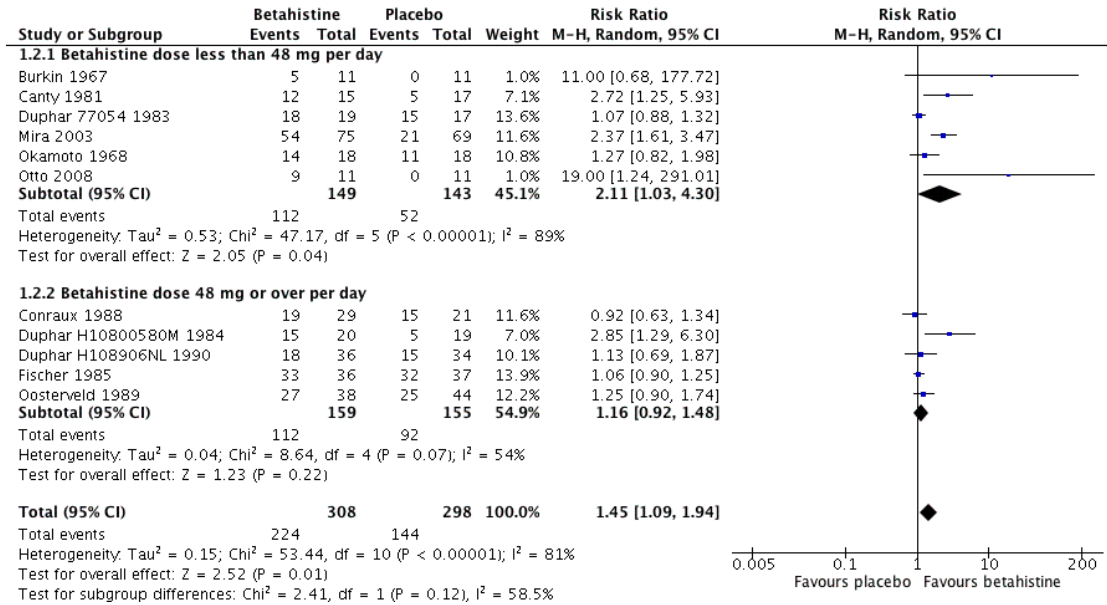 Betahistine Placebo Risk Ratio Risk Ratio
Study or Subgroup Events Total Events Total Weight M-H, Random, 95% CI M-H, Random, 95% CI
1.2.1 Betahistine dose less than 48 mg per day
Burkin 1967 5 11 0 11 1.0% 11.00 [0.68, 177.72]
Canty 1981 12 15 5 17 7.1% 2.72 [1.25, 5.93]
Duphar 77054 1983 18 19 15 17 13.6% 1.07 [0.88, 1.32]
Mira 2003 54 75 21 69 11.6% 2.37 [1.61, 3.47]
Okamoto 1968 14 18 11 18 10.8% 1.27 [0.82, 1.98]
Otto 2008 9 11 0 11 1.0% 19.00 [1.24, 291.01]
Subtotal (95% CI) 149 143 45.1% 2.11 [1.03, 4.30]
Total events 112 52
Heterogeneity: Tau² = 0.53; Chi² = 47.17, df = 5 (P < 0.00001); I² = 89%
Test for overall effect: Z = 2.05 (P = 0.04)
1.2.2 Betahistine dose 48 mg or over per day
Conraux 1988 19 29 15 21 11.6% 0.92 [0.63, 1.34]
Duphar H10800580M 1984 15 20 5 19 7.0% 2.85 [1.29, 6.30]
Duphar H108906NL 1990 18 36 15 34 10.1% 1.13 [0.69, 1.87]
Fischer 1985 33 36 32 37 13.9% 1.06 [0.90, 1.25]
Oosterveld 1989 27 38 25 44 12.2% 1.25 [0.90, 1.74]
Subtotal (95% CI) 159 155 54.9% 1.16 [0.92, 1.48]
Total events 112 92
Heterogeneity: Tau² = 0.04; Chi² = 8.64, df = 4 (P = 0.07); I² = 54%
Test for overall effect: Z = 1.23 (P = 0.22)
Total (95% CI) 308 298 100.0% 1.45 [1.09, 1.94]
Total events 224 144
Heterogeneity: Tau² = 0.15; Chi² = 53.44, df = 10 (P < 0.00001); I² = 81%
Test for overall effect: Z = 2.52 (P = 0.01)
Test for subgroup differences: Chi² = 2.41, df = 1 (P = 0.12), I² = 58.5%
0.005 0.1 1 10 200
Favours placebo Favours betahistine